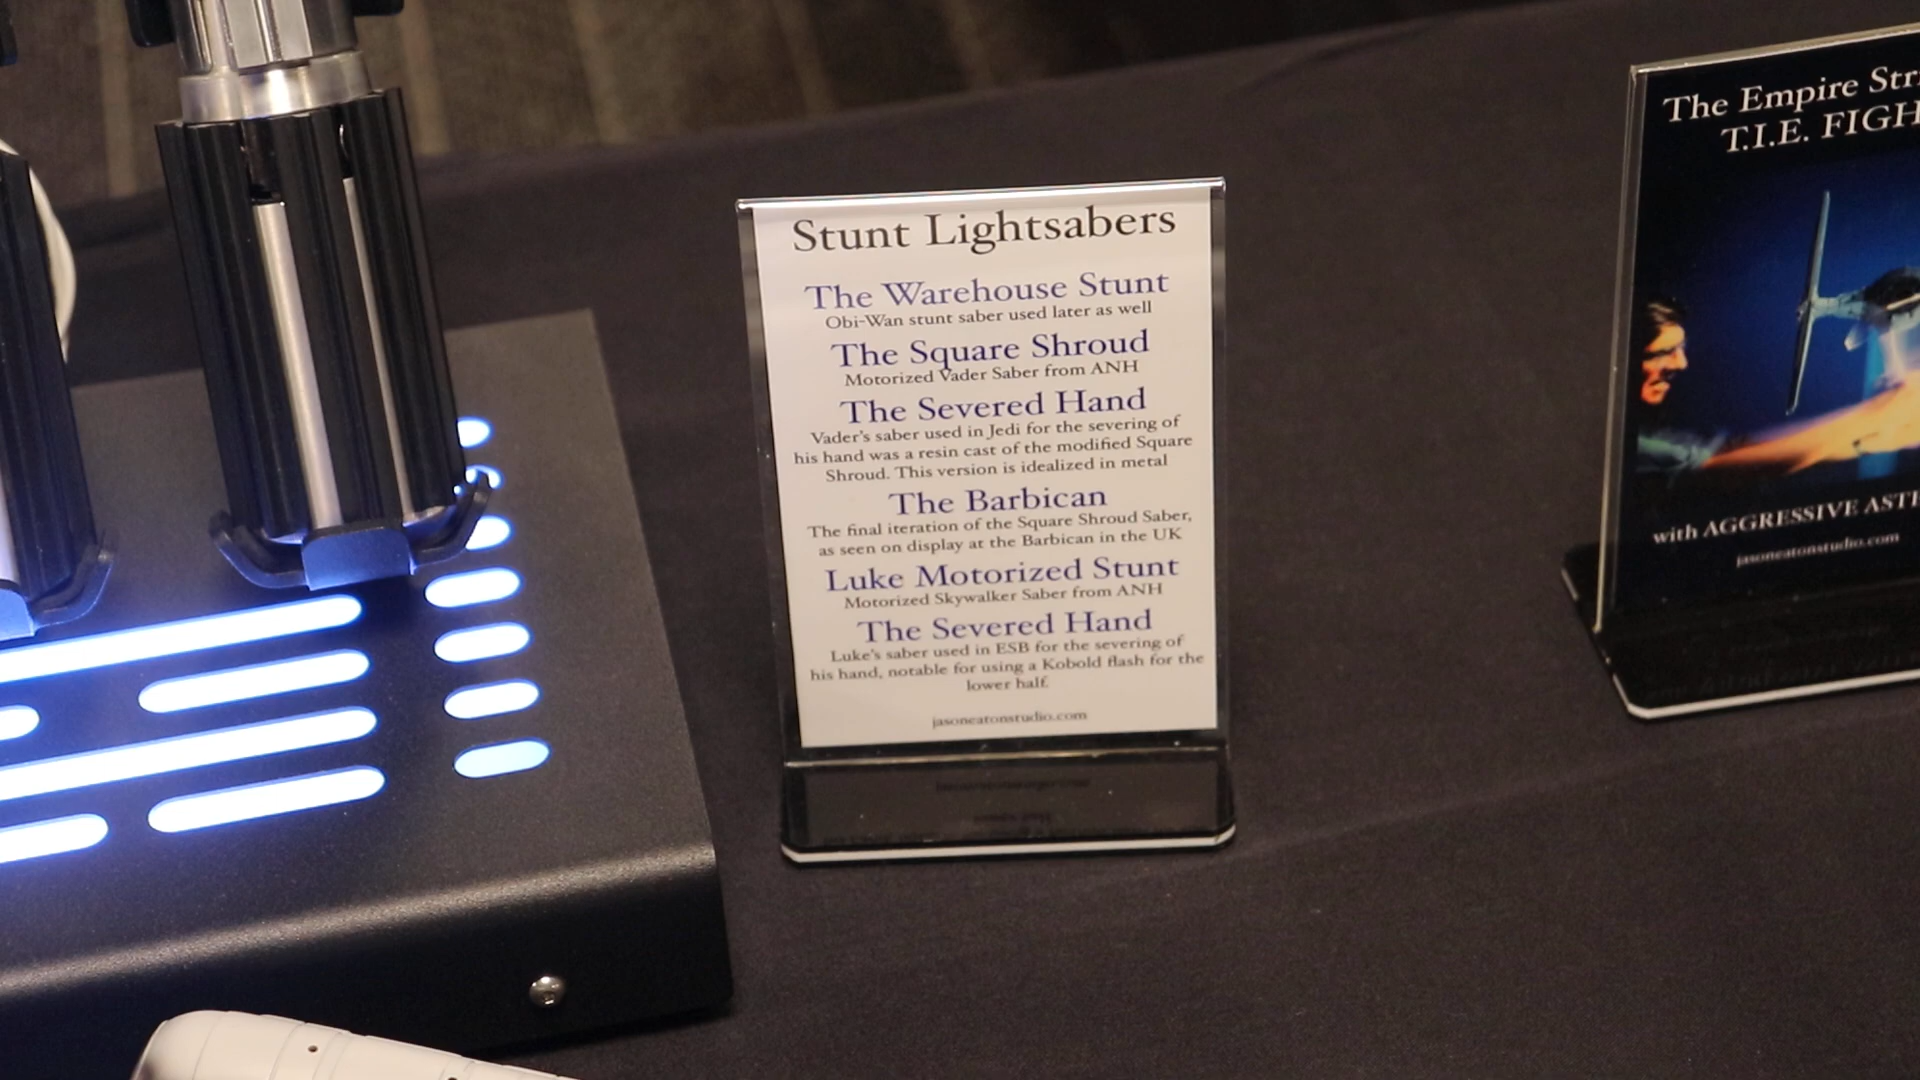 Stunt Lightsabers
The Warehouse Stunt
Obi-Wan stunt saber used later as well
The Square Shroud
Motorized Vader Saber from ANH
The Severed Hand
Vader's saber used in Jedi for the severing of
his hand was a resin cast of the modified Square
Shroud. This version is idealized in metal
The Barbican
The final iteration of the Square Shroud Saber,
as seen on display at the Barbican in the UK
Luke Motorized Stunt
Motorized Skywalker Saber from ANH
The Severed Hand
Luke's saber used in ESB for the severing of
his hand, notable for using a Kobold flash for the
lower half.
jasoneatonstudio.com
The Empire Stri
T.I.E. FIGH
with AGGRESSIVE AST
jasoneatonstudio.com